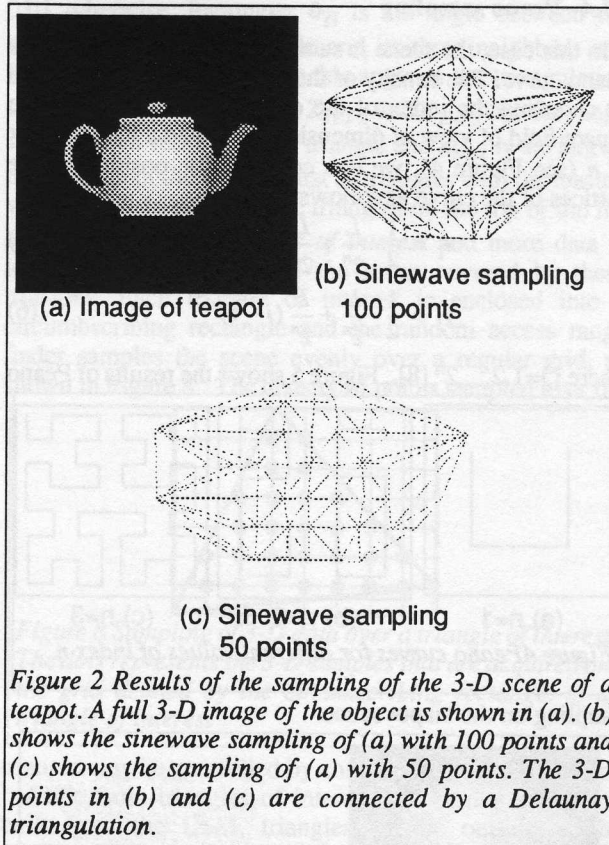 (a) Image of teapot
(b) Sinewave sampling
100 points
(c) Sinewave sampling
50 points
Figure 2 Results of the sampling of the 3-D scene of a
teapot. A full 3-D image of the object is shown in (a). (b)
shows the sinewave sampling of (a) with 100 points and
(c) shows the sampling of (a) with 50 points. The 3-D
points in (b) and (c) are connected by a Delaunay
triangulation.